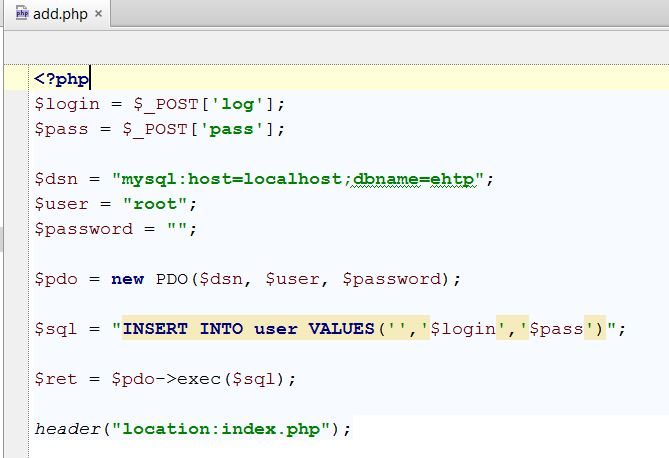 add.php
<?php
$login = $_POST['log'];
$pass = $_POST['pass'];
$dsn = "mysql:host=localhost;dbname=ehtp";
$user = "root";
$password = "";
$pdo = new PDO($dsn, $user, $password);
$sql = "INSERT INTO user VALUES('','$login','$pass')";
$ret = $pdo->exec($sql);
header("location:index.php");